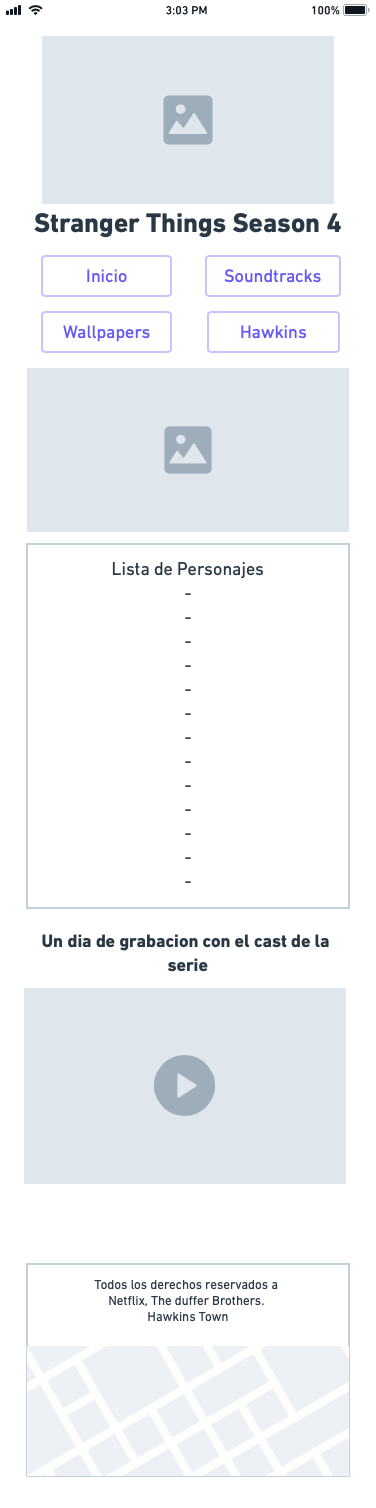 3:03 PM 100%
Stranger Things Season 4
Inicio Soundtracks
Wallpapers Hawkins
Lista de Personajes
-
-
-
-
-
-
-
-
-
-
-
-
-
Un dia de grabacion con el cast de la
serie
Todos los derechos reservados a
Netflix, The duffer Brothers.
Hawkins Town